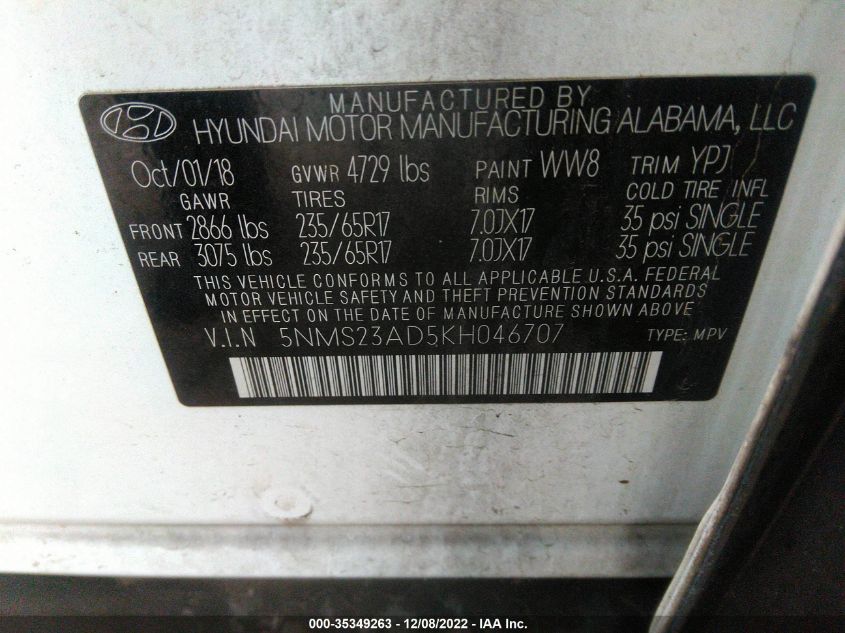 MANUFACTURED BY
HYUNDAI MOTOR MANUFACTURING ALABAMA, LLC
Oct/01/18 GVWR 4729 lbs PAINT WW8 TRIM YPJ
GAWR TIRES RIMS COLD TIRE INFL
FRONT 2866 lbs 235/65R17 7.0JX17 35 psi SINGLE
REAR 3075 lbs 235/65R17 7.0JX17 35 psi SINGLE
THIS VEHICLE CONFORMS TO ALL APPLICABLE U.S.A. FEDERAL
MOTOR VEHICLE SAFETY AND THEFT PREVENTION STANDARDS
IN EFFECT ON THE DATE OF MANUFACTURE SHOWN ABOVE
V.I.N 5NMS23AD5KH046707 TYPE: MPV
000-35349263 - 12/08/2022 - IAA Inc.